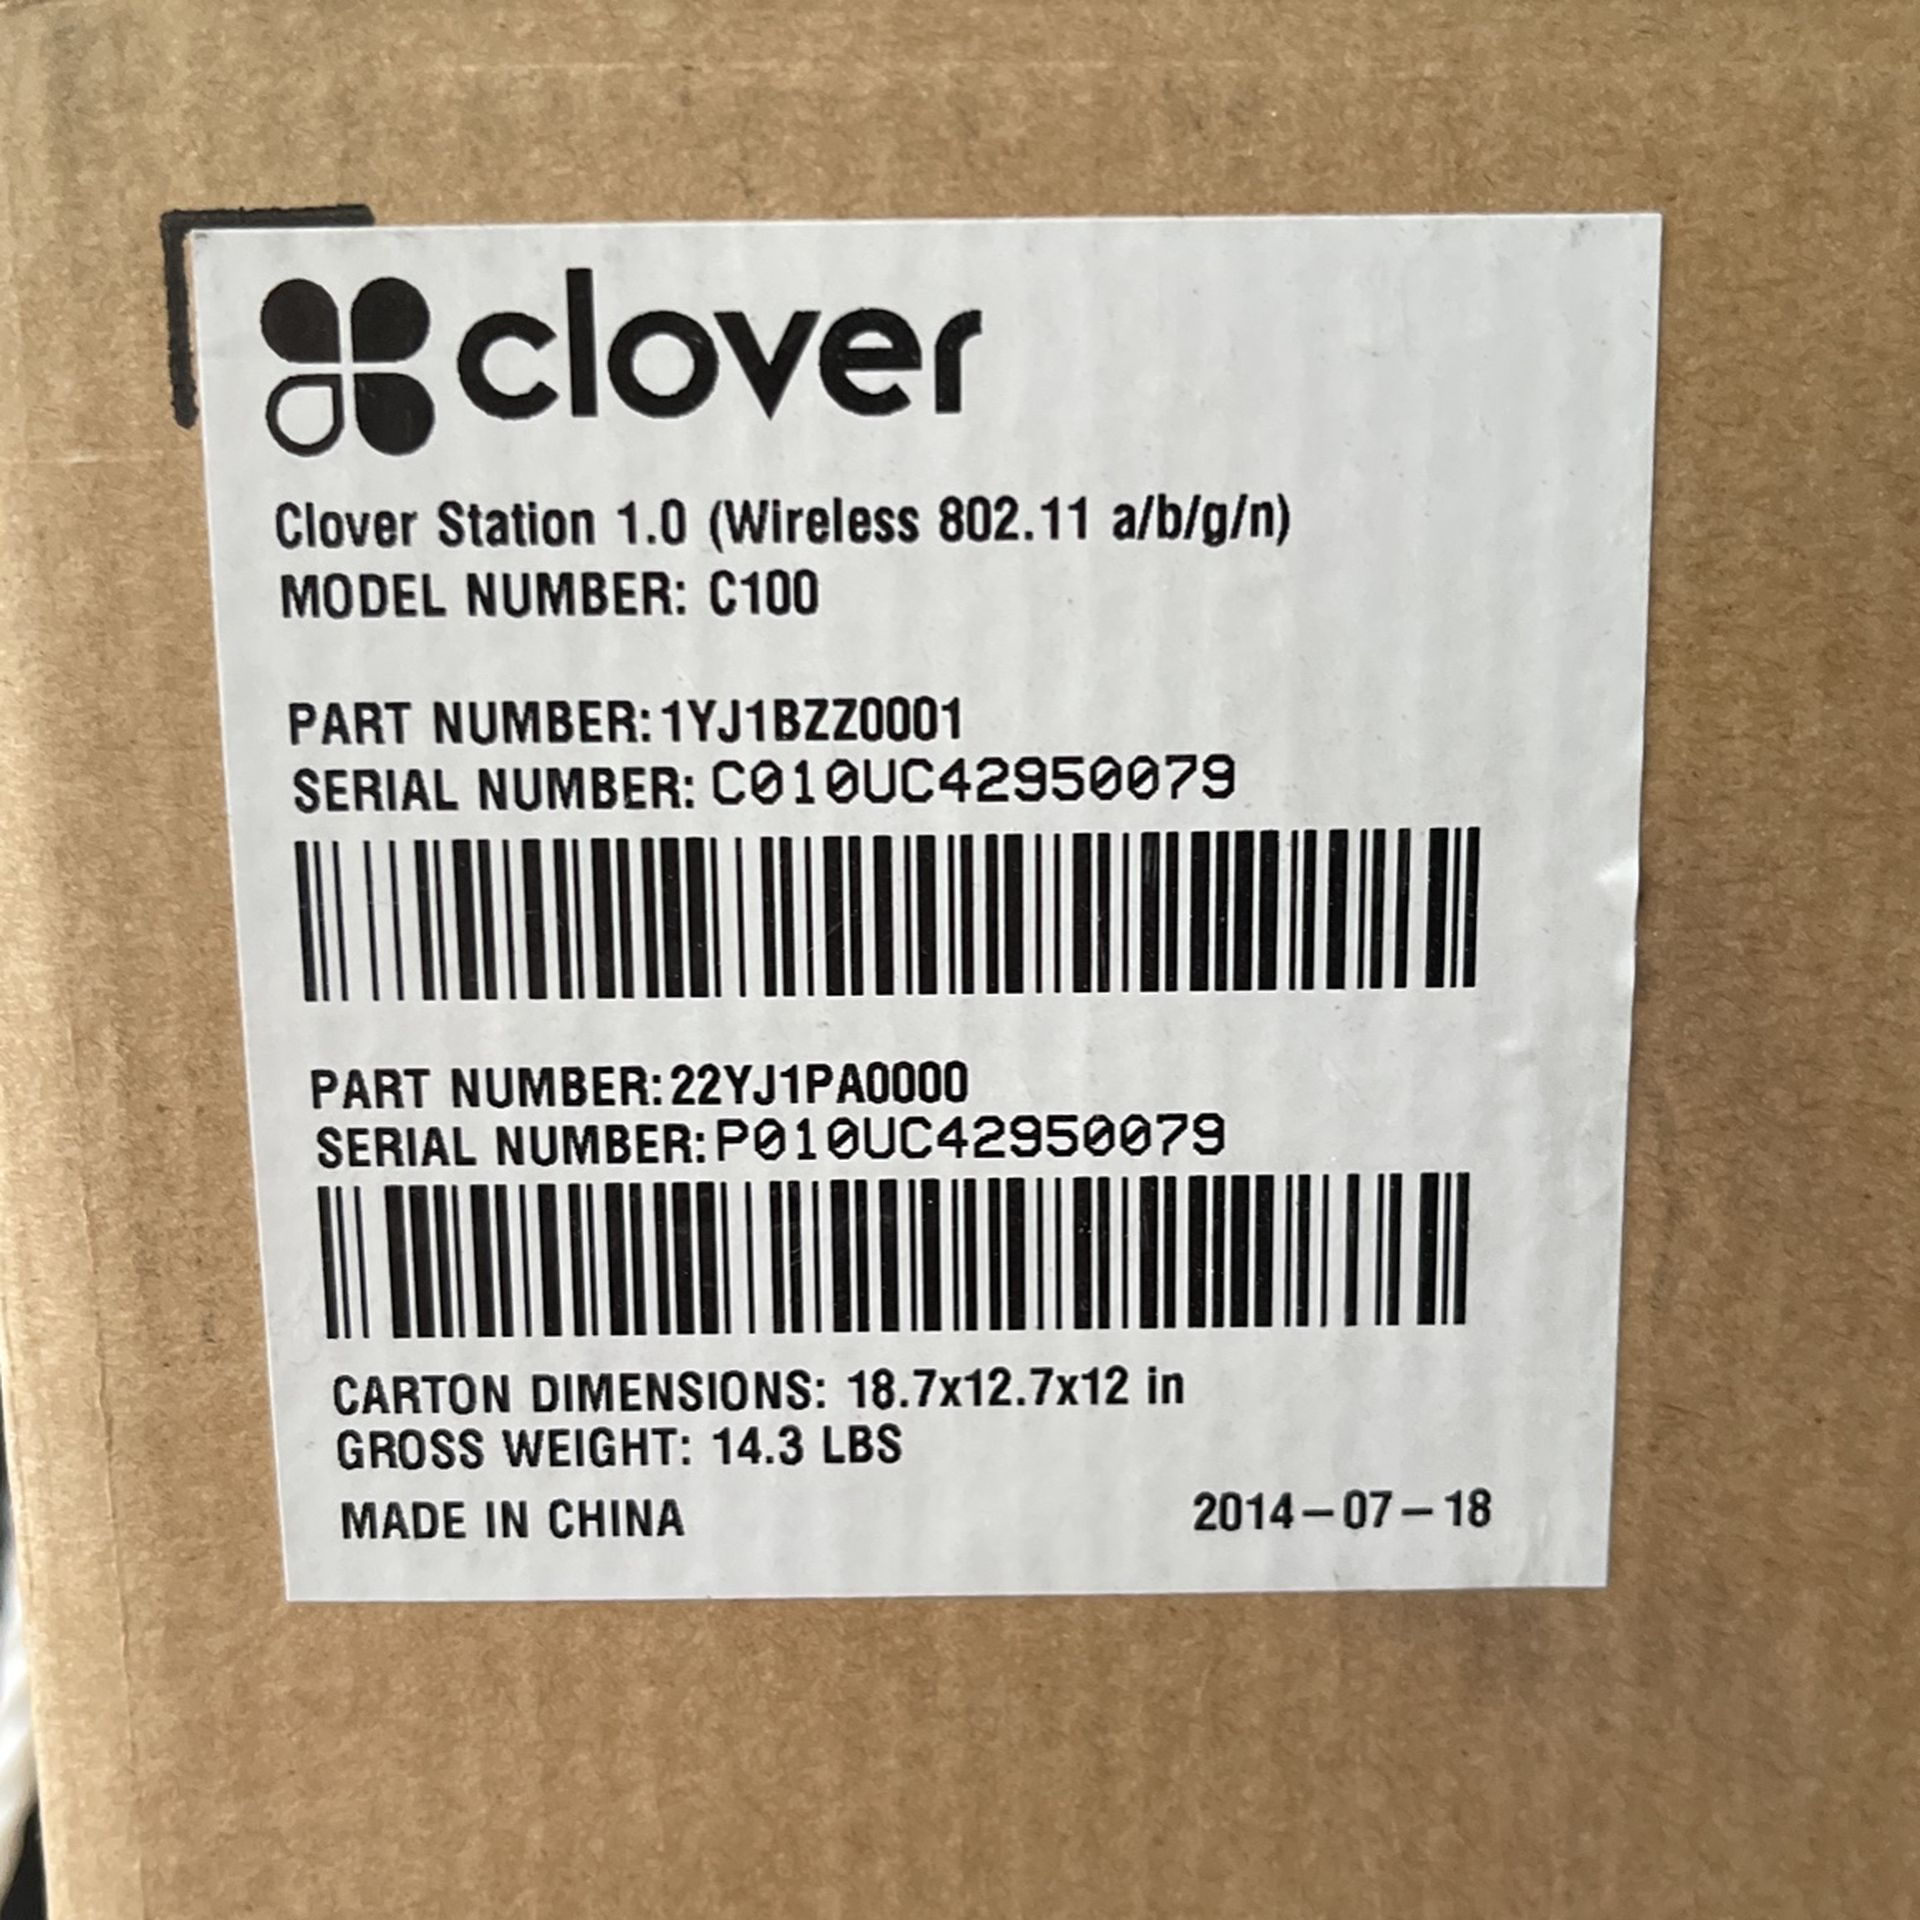 clover
Clover Station 1.0 (Wireless 802.11 a/b/g/n)
MODEL NUMBER: C100
PART NUMBER: 1YJ1BZZ0001
SERIAL NUMBER: C010UC42950079
PART NUMBER: 22YJ1PA0000
SERIAL NUMBER: P010UC42950079
CARTON DIMENSIONS: 18.7x12.7x12 in
GROSS WEIGHT: 14.3 LBS
MADE IN CHINA 2014-07-18